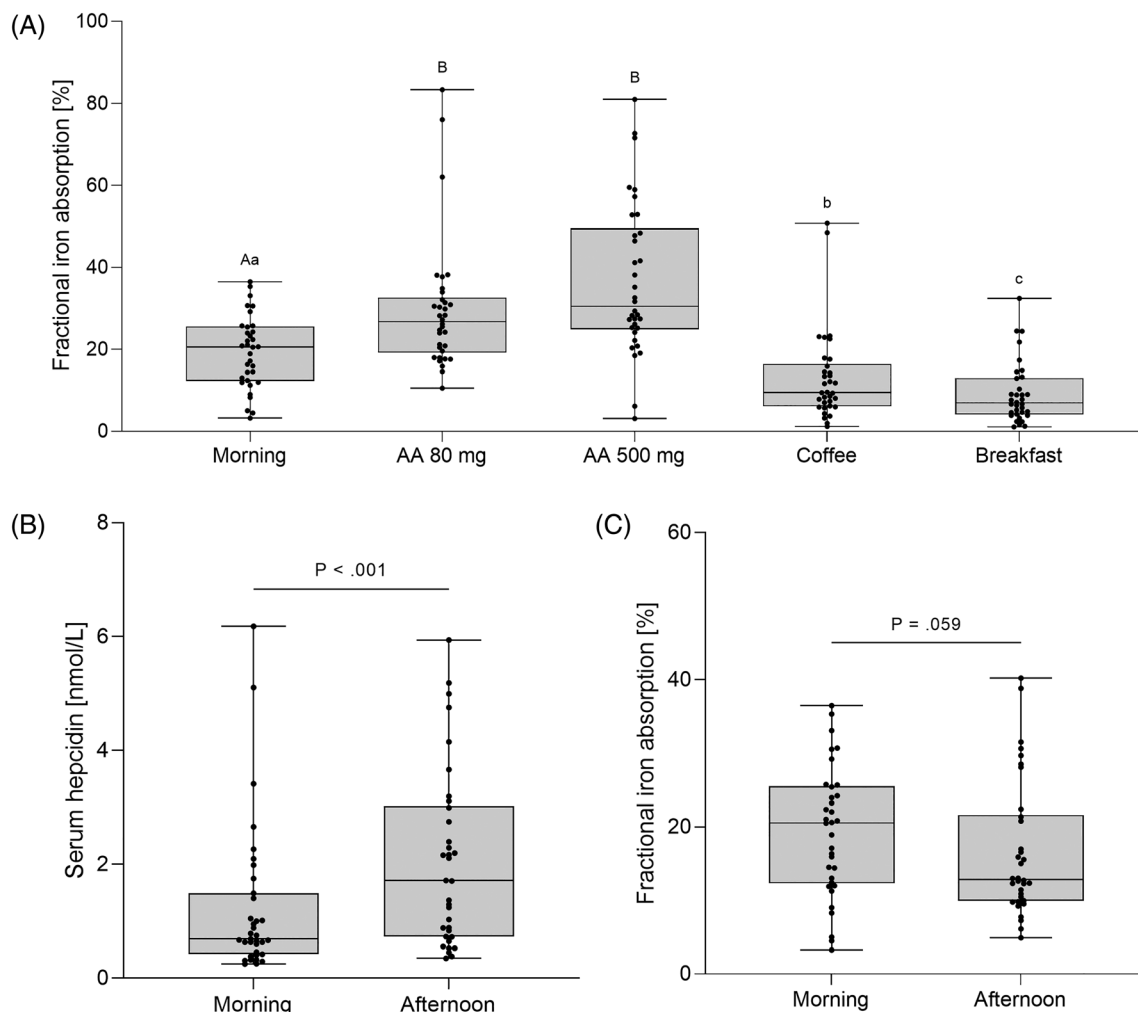 (A)
Fractional iron absorption [%]
100
80
60
40
20
0
Aa
B
B
b
c
Morning
AA 80 mg
AA 500 mg
Coffee
Breakfast
(B)
Serum hepcidin [nmol/L]
8
6
4
2
0
P < .001
Morning
Afternoon
(C)
Fractional iron absorption [%]
60
40
20
0
P = .059
Morning
Afternoon